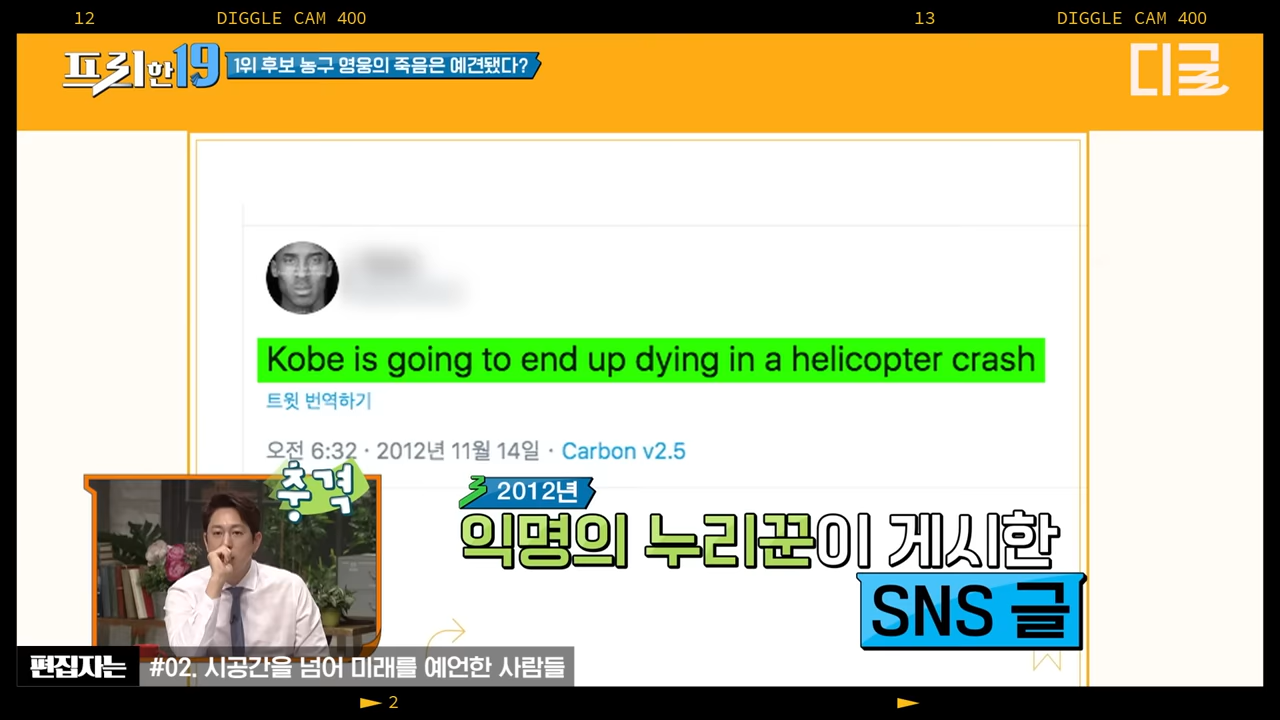 12 DIGGLE CAM 400 13 DIGGLE CAM 400
프리한19 1위 후보 농구 영웅의 죽음은 예견됐다? 디글
Kobe is going to end up dying in a helicopter crash
트윗 번역하기
오전 6:32 · 2012년 11월 14일 · Carbon v2.5
충격
3 2012년
익명의 누리꾼이 게시한
SNS 글
편집자는 #02. 시공간을 넘어 미래를 예언한 사람들
2